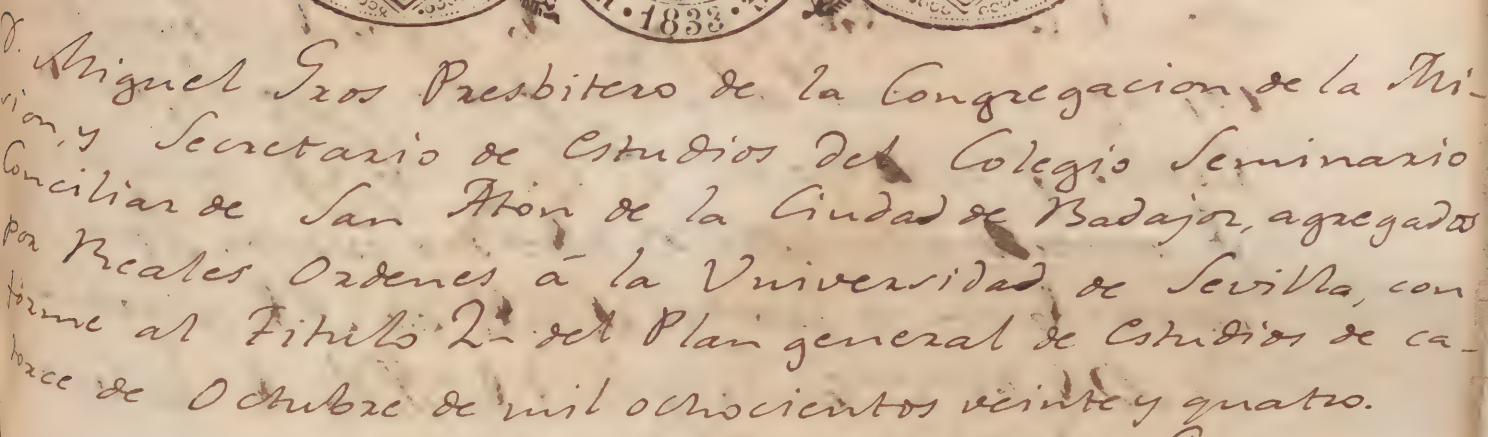 1833
D. Miguel Gros Presbitero de la Congregacion de la Mi-
sion, y Secretario de Estudios del Colegio Seminario
Conciliar de San Aton de la Ciudad de Badajoz, agregados
por Reales Ordenes á la Universidad de Sevilla, con
forme al Titulo 2º del Plan general de Estudios de ca-
torce de Octubre de mil ochocientos veinte y quatro.